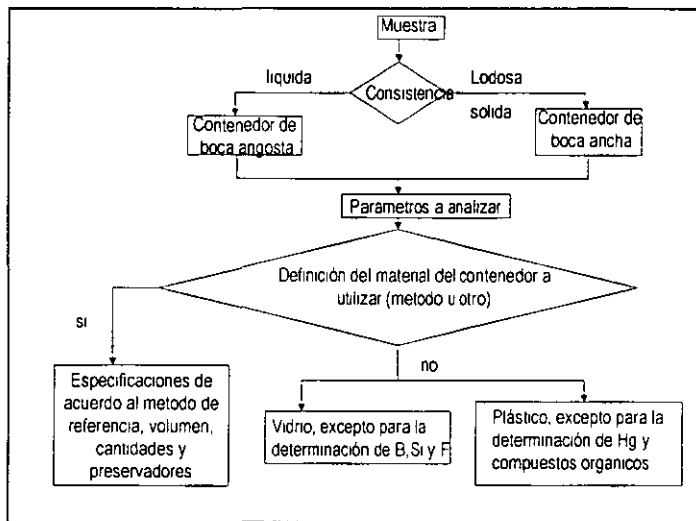 Muestra
líquida
Lodosa
Consistencia
sólida
Contenedor de
boca angosta
Contenedor de
boca ancha
Parametros a analizar
Definición del material del contenedor a
utilizar (metodo u otro)
si
no
Especificaciones de
acuerdo al metodo de
referencia, volumen,
cantidades y
preservadores
Vidrio, excepto para la
determinación de B,Si y F
Plástico, excepto para la
determinación de Hg y
compuestos organicos